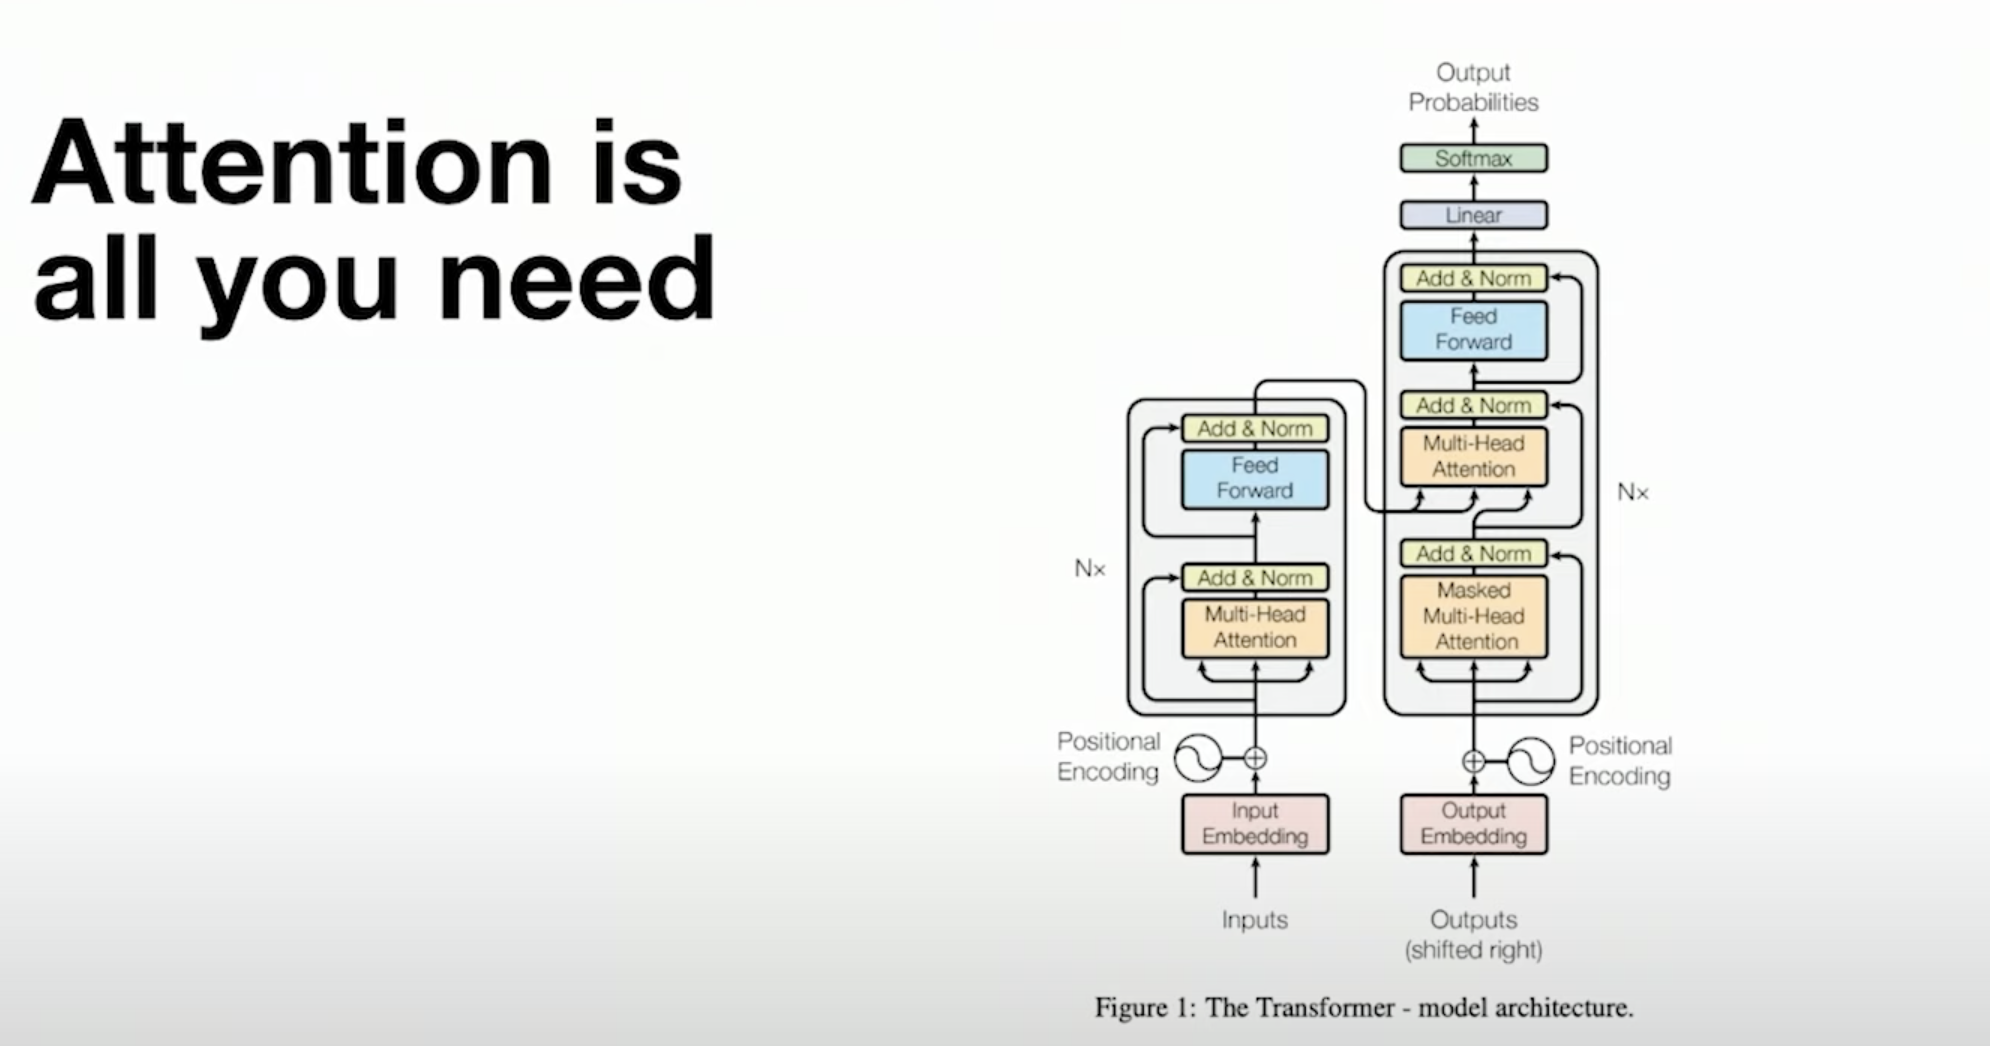 Attention is
all you need
Output
Probabilities
Softmax
Linear
Add & Norm
Feed
Forward
Add & Norm
Multi-Head
Attention
Nx
Add & Norm
Masked
Multi-Head
Attention
Add & Norm
Feed
Forward
Nx
Add & Norm
Multi-Head
Attention
Positional
Encoding
Positional
Encoding
Input
Embedding
Output
Embedding
Inputs
Outputs
(shifted right)
Figure 1: The Transformer - model architecture.